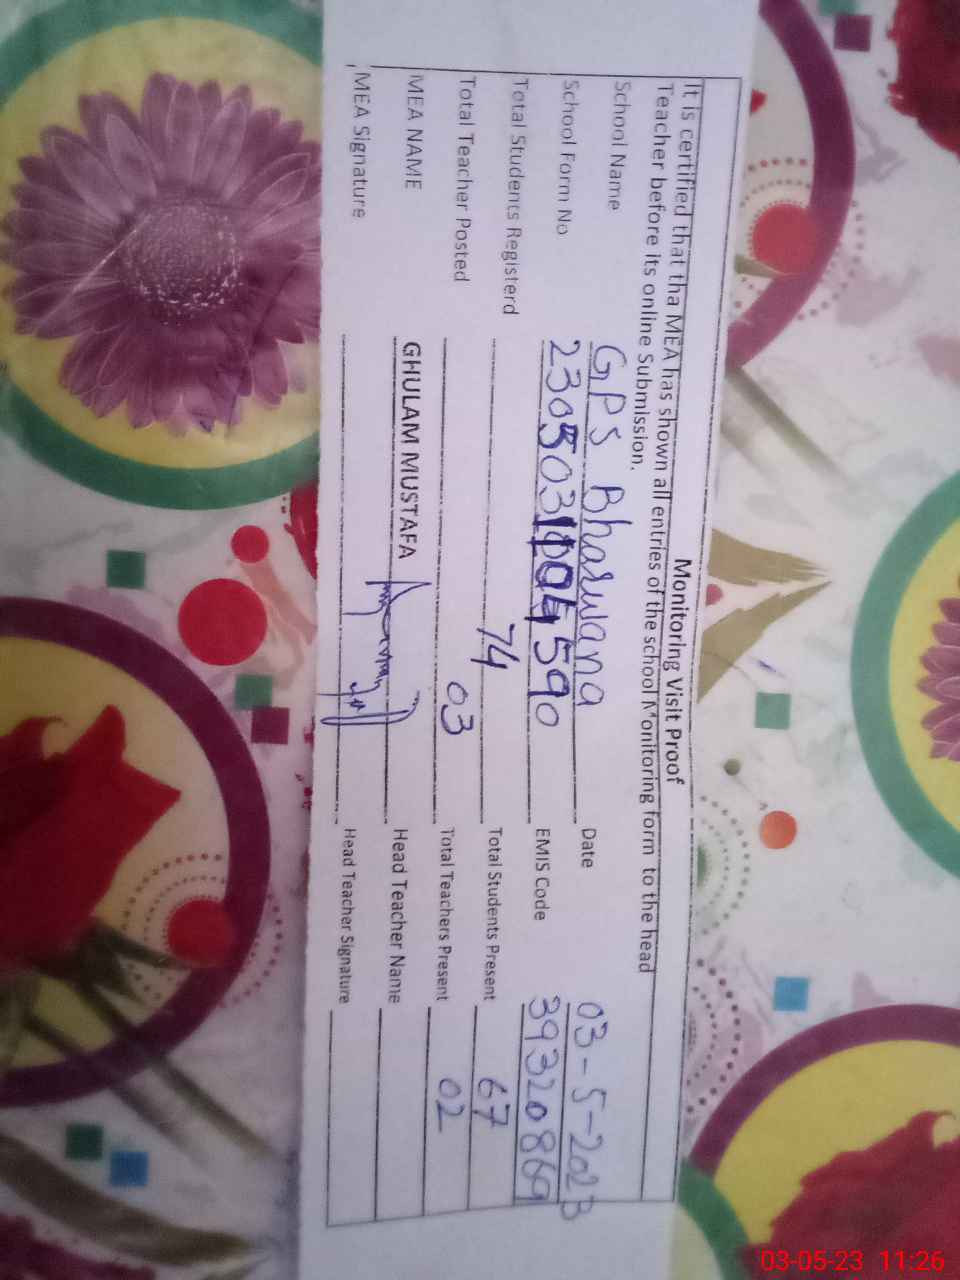 Monitoring Visit Proof
It is certified that tha MEA has shown all entries of the school Monitoring form to the head
Teacher before its online Submission.
School Name GPS Bharwana Date 03-5-2023
School Form No EMIS Code 39320869
Total Students Registerd 74 Total Students Present 67
Total Teacher Posted 03 Total Teachers Present 02
MEA NAME GHULAM MUSTAFA Head Teacher Name
MEA Signature Head Teacher Signature
03-05-23 11:26